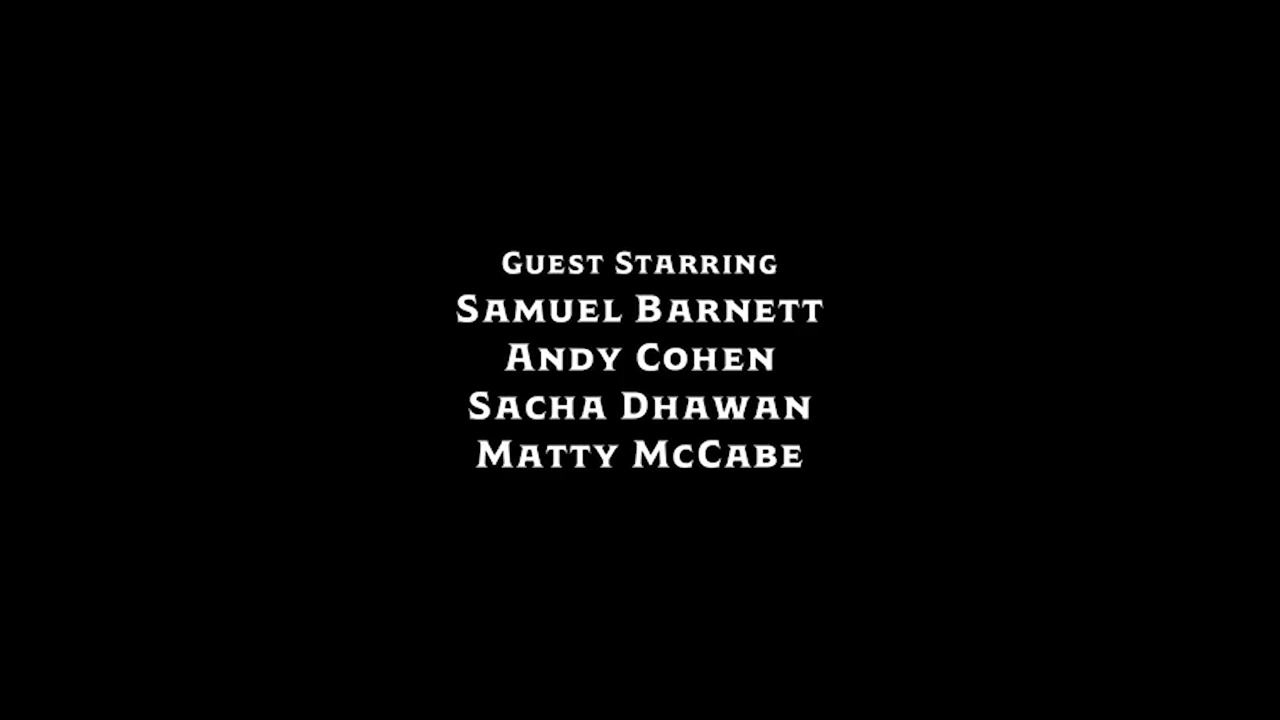 Guest Starring
Samuel Barnett
Andy Cohen
Sacha Dhawan
Matty McCabe